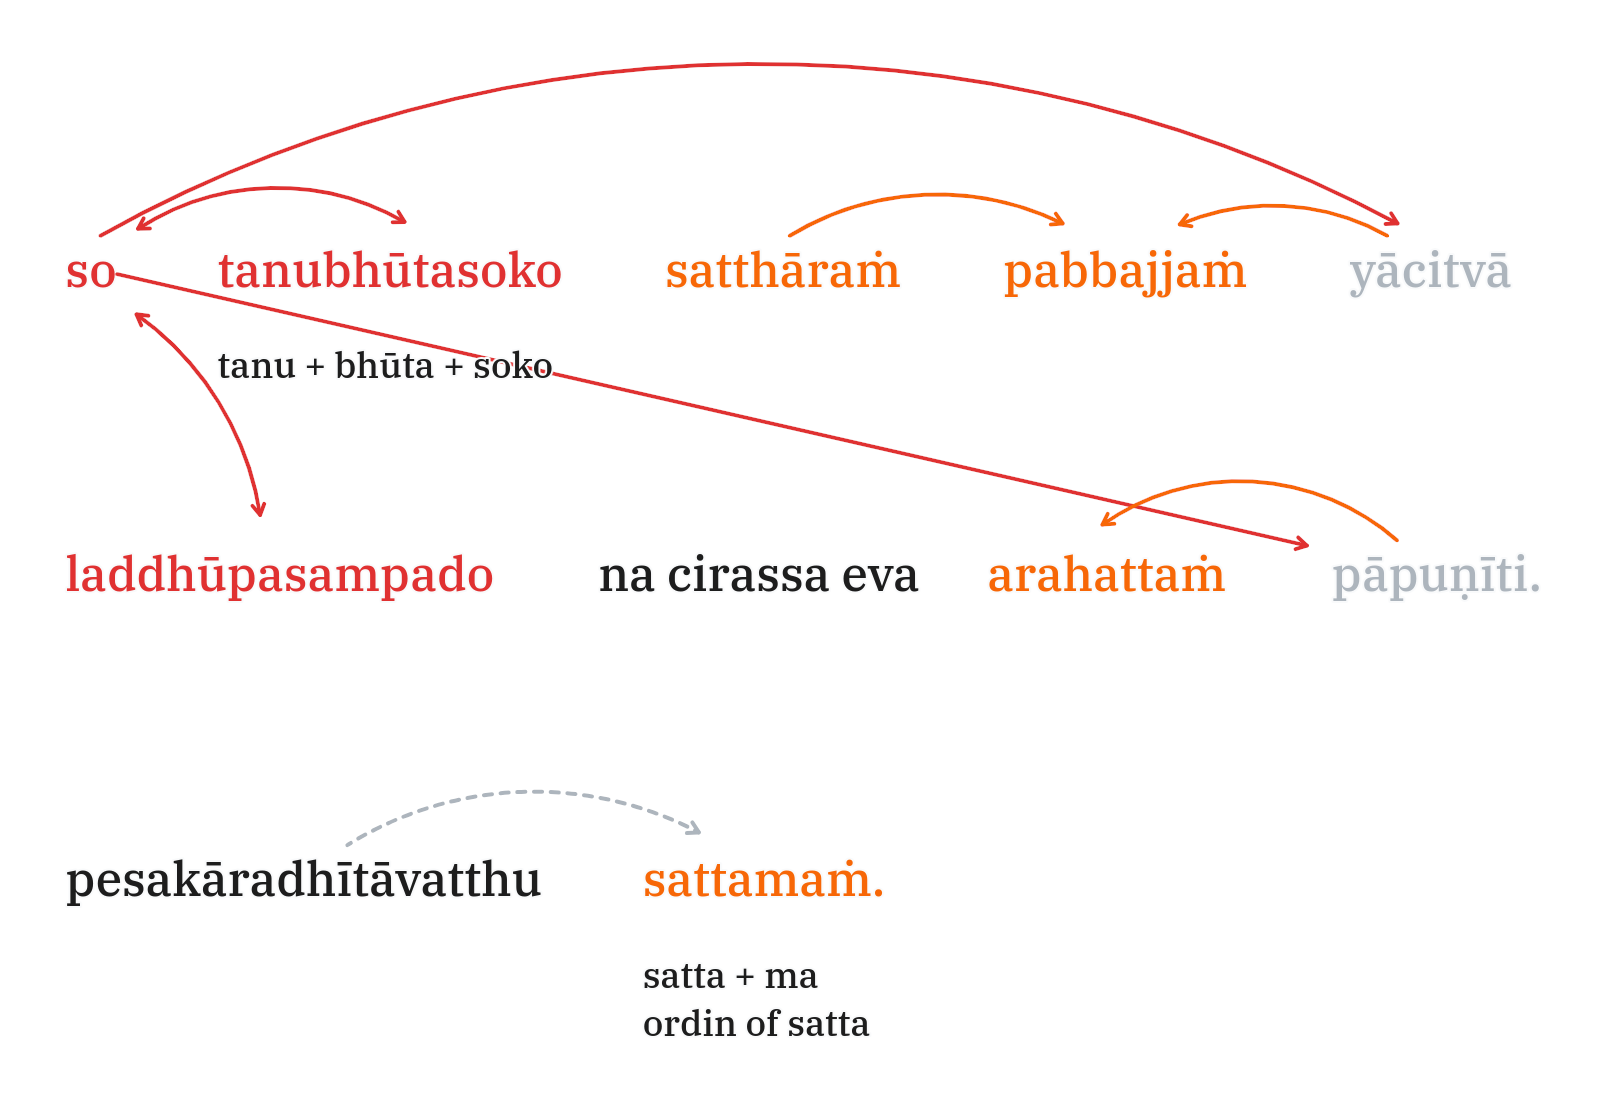 so tanubhūtasoko satthāraṁ pabbajjaṁ yācitvā
tanu + bhūta + soko
laddhūpasampado na cirassa eva arahattaṁ pāpuṇīti.
pesakāradhītāvatthu sattamaṁ.
satta + ma
ordin of satta